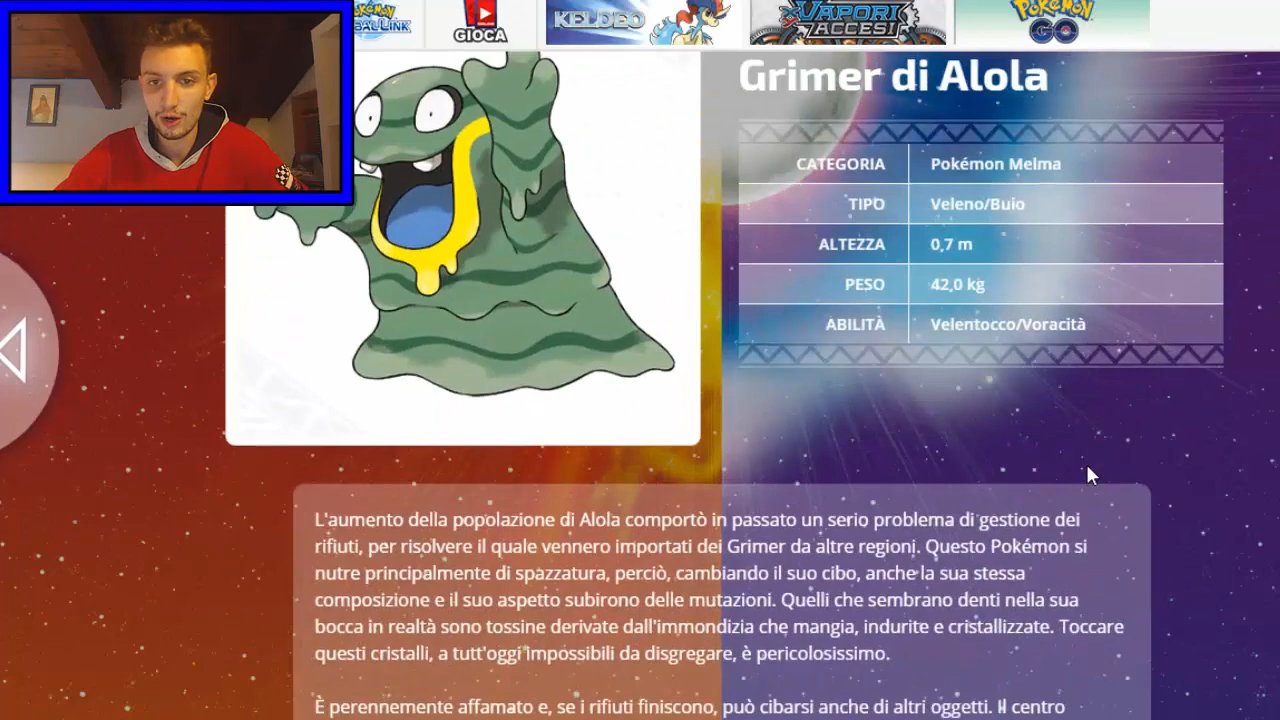 POKÉMON
GLOBAL LINK
GIOCA
KELDEO
VAPORI
ACCESI
POKÉMON
GO
Grimer di Alola
CATEGORIA Pokémon Melma
TIPO Veleno/Buio
ALTEZZA 0,7 m
PESO 42,0 kg
ABILITÀ Velentocco/Voracità
L'aumento della popolazione di Alola comportò in passato un serio problema di gestione dei
rifiuti, per risolvere il quale vennero importati dei Grimer da altre regioni. Questo Pokémon si
nutre principalmente di spazzatura, perciò, cambiando il suo cibo, anche la sua stessa
composizione e il suo aspetto subirono delle mutazioni. Quelli che sembrano denti nella sua
bocca in realtà sono tossine derivate dall'immondizia che mangia, indurite e cristallizzate. Toccare
questi cristalli, a tutt'oggi impossibili da disgregare, è pericolosissimo.
È perennemente affamato e, se i rifiuti finiscono, può cibarsi anche di altri oggetti. Il centro